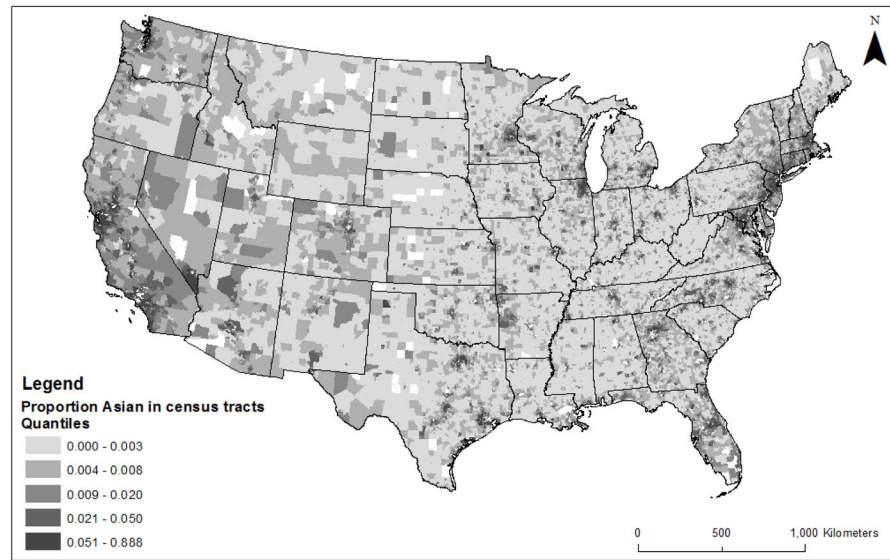 N
Legend
Proportion Asian in census tracts
Quantiles
0.000 - 0.003
0.004 - 0.008
0.009 - 0.020
0.021 - 0.050
0.051 - 0.888
0 500 1,000 Kilometers